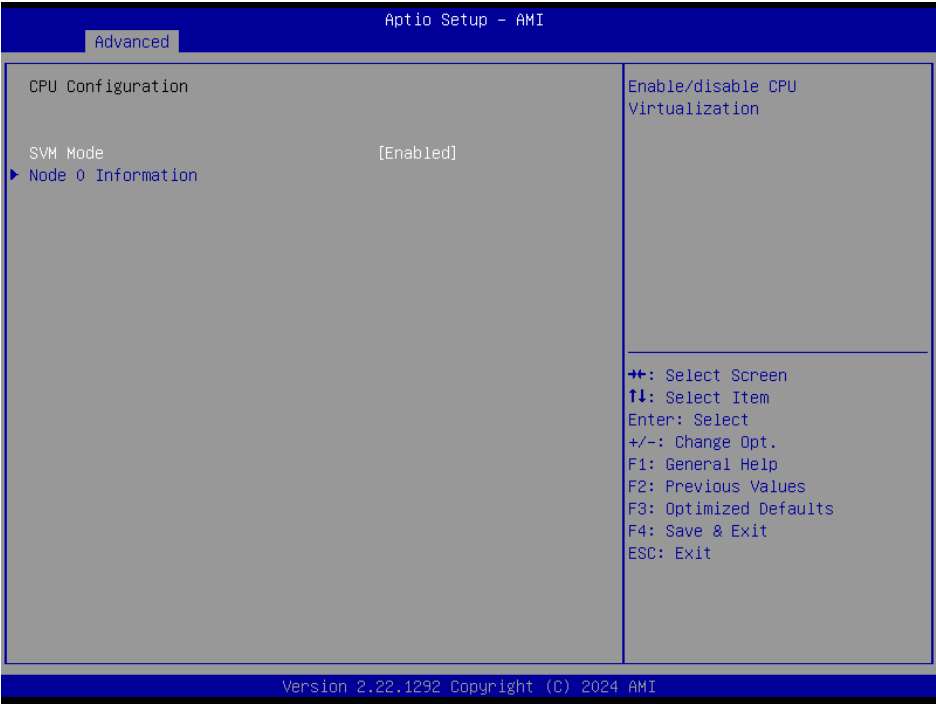 Aptio Setup - AMI
Advanced
CPU Configuration
SVM Mode [Enabled]
Node 0 Information
Enable/disable CPU
Virtualization
→←: Select Screen
↑↓: Select Item
Enter: Select
+/-: Change Opt.
F1: General Help
F2: Previous Values
F3: Optimized Defaults
F4: Save & Exit
ESC: Exit
Version 2.22.1292 Copyright (C) 2024 AMI